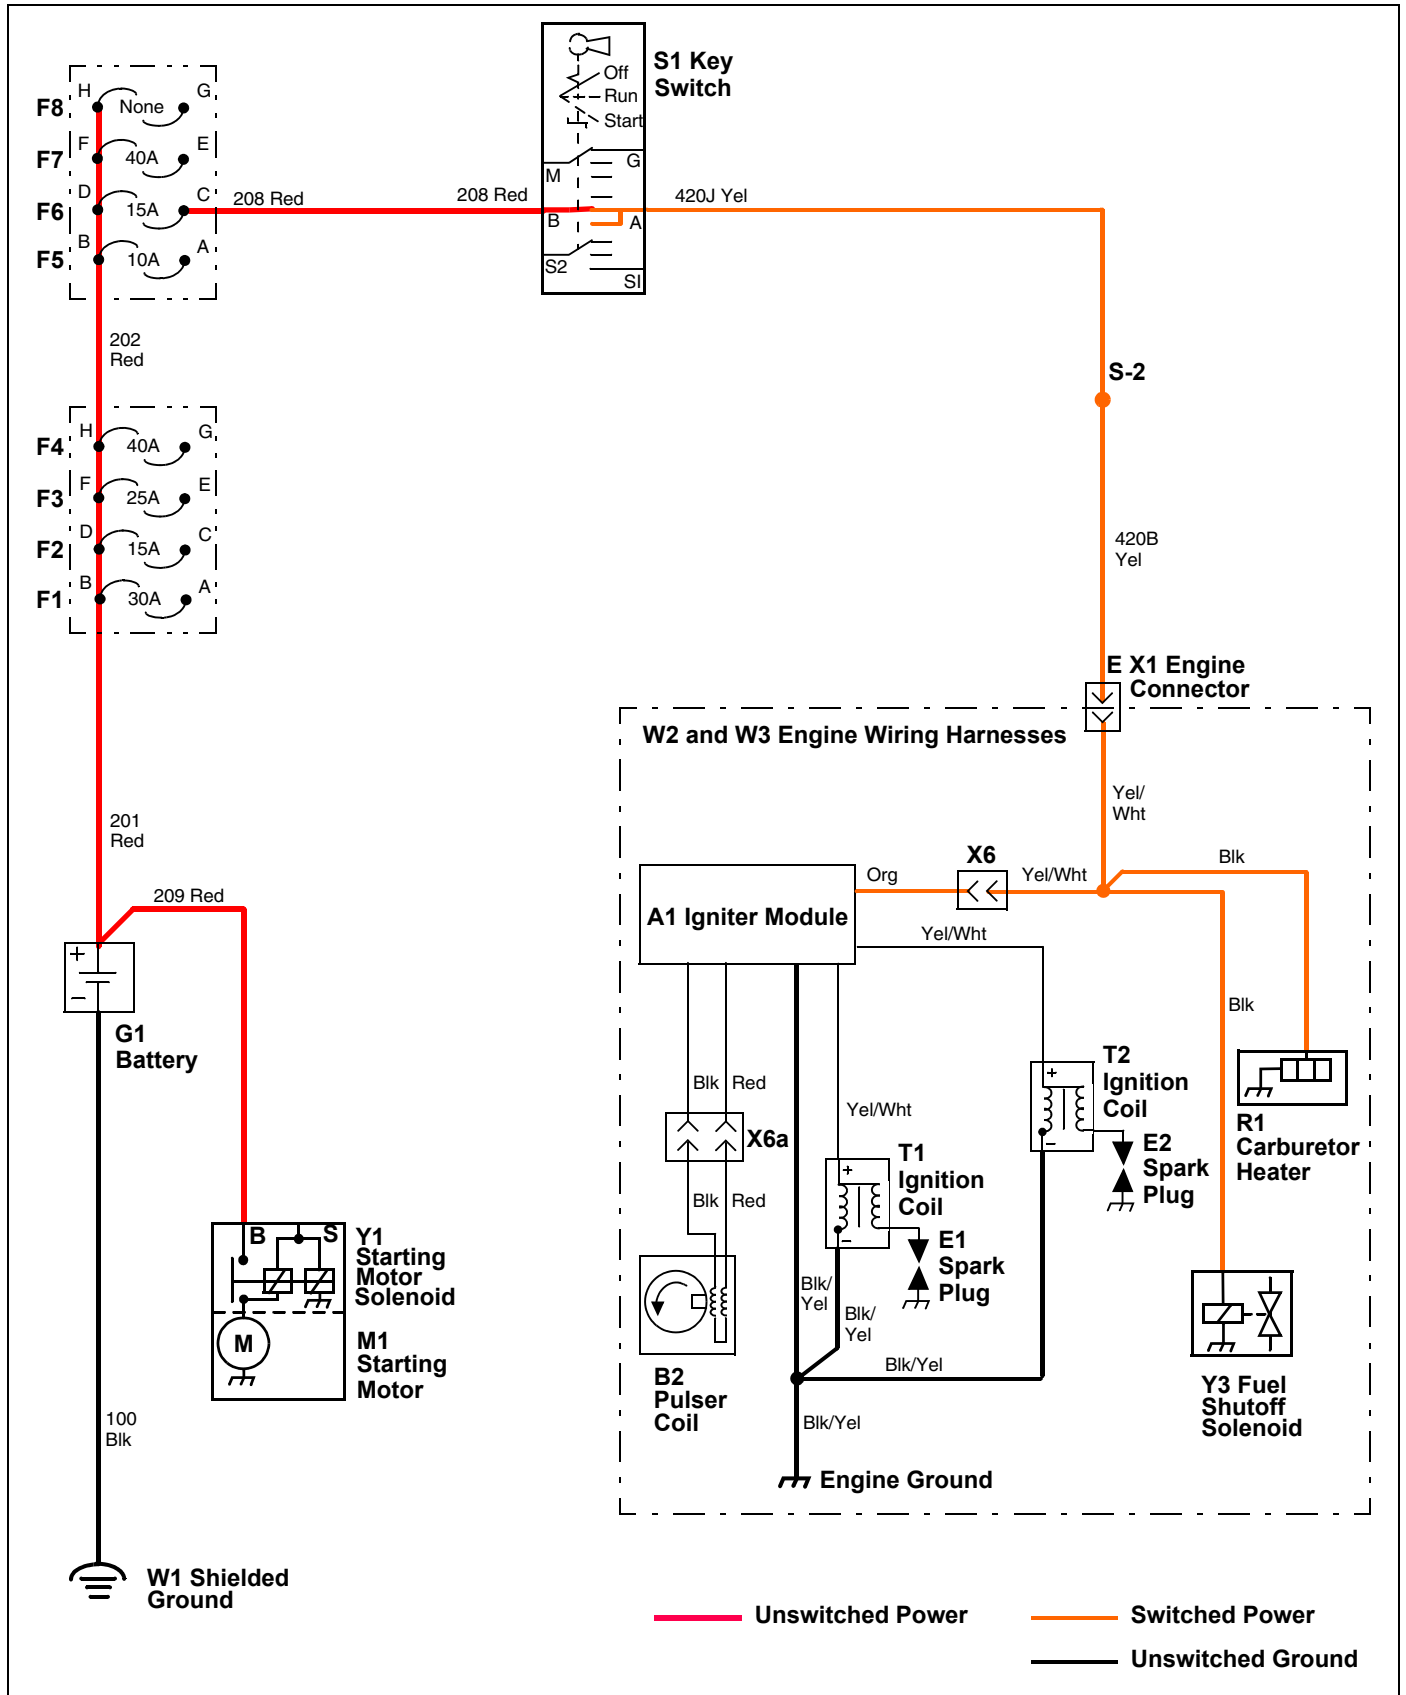 S1 Key
Switch
Off
Run
Start
M
G
B
A
S2
SI
F8
H
None
G
F7
F
40A
E
F6
D
15A
C
F5
B
10A
A
208 Red
208 Red
420J Yel
202
Red
F4
H
40A
G
F3
F
25A
E
F2
D
15A
C
F1
B
30A
A
S-2
420B
Yel
E X1 Engine
Connector
W2 and W3 Engine Wiring Harnesses
Yel/
Wht
201
Red
209 Red
+
−
G1
Battery
A1 Igniter Module
Org
X6
Yel/Wht
Blk
Yel/Wht
Blk
Blk
Red
X6a
Blk
Red
Yel/Wht
+
−
T1
Ignition
Coil
E1
Spark
Plug
+
−
T2
Ignition
Coil
E2
Spark
Plug
R1
Carburetor
Heater
B
S
Y1
Starting
Motor
Solenoid
M
M1
Starting
Motor
B2
Pulser
Coil
Blk/
Yel
Blk/
Yel
Blk/Yel
Blk/Yel
Engine Ground
Y3 Fuel
Shutoff
Solenoid
100
Blk
W1 Shielded
Ground
Unswitched Power
Switched Power
Unswitched Ground